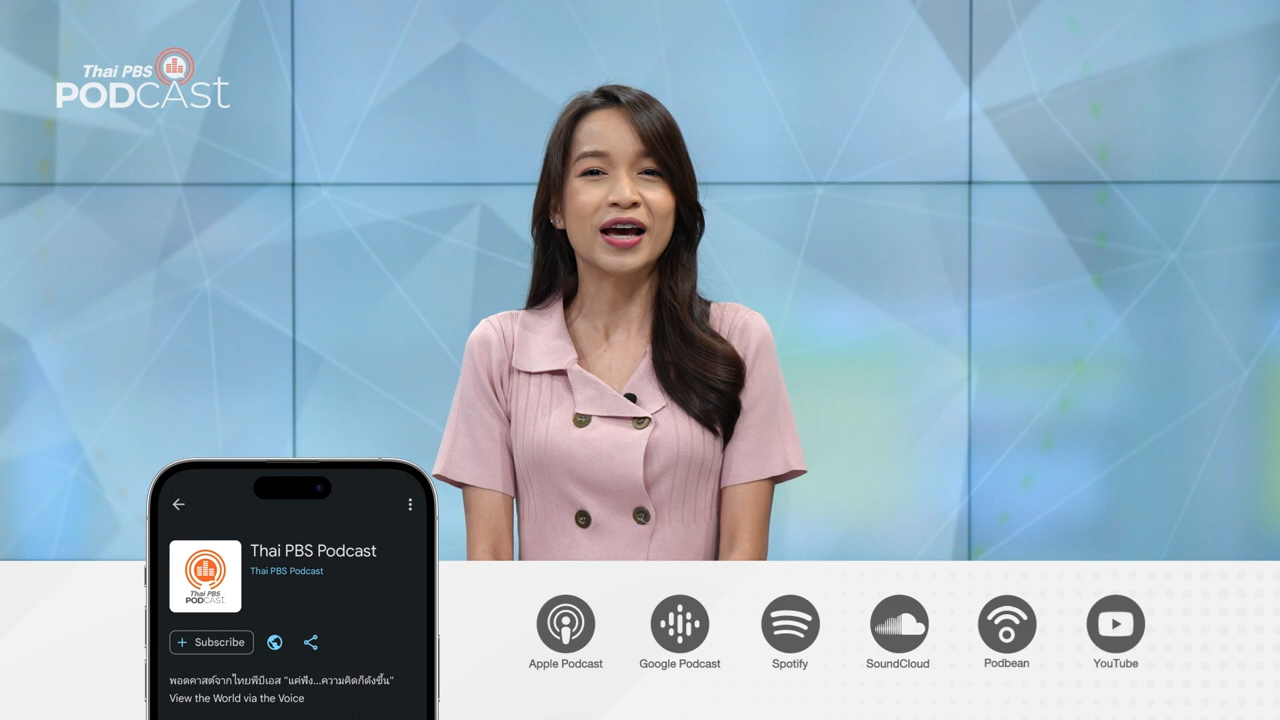 Thai PBS
PODCAST
Thai PBS Podcast
Thai PBS Podcast
Thai PBS
PODCAST
+ Subscribe
พอดคาสต์จากไทยพีบีเอส "แค่ฟัง...ความคิดก็ดังขึ้น"
View the World via the Voice
Apple Podcast
Google Podcast
Spotify
SoundCloud
Podbean
YouTube